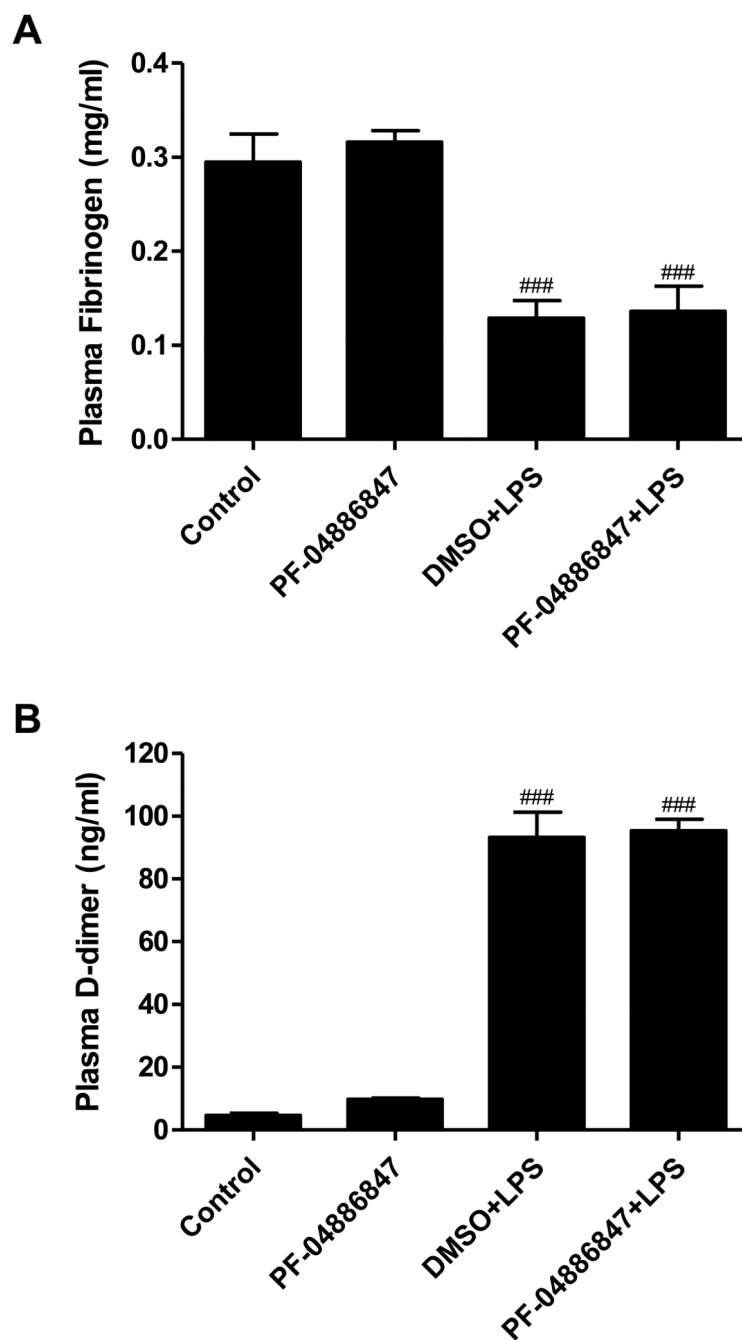 A
Plasma Fibrinogen (mg/ml)
0.4
0.3
0.2
0.1
0.0
###
###
Control
PF-04886847
DMSO+LPS
PF-04886847+LPS
B
Plasma D-dimer (ng/ml)
120
100
80
60
40
20
0
###
###
Control
PF-04886847
DMSO+LPS
PF-04886847+LPS